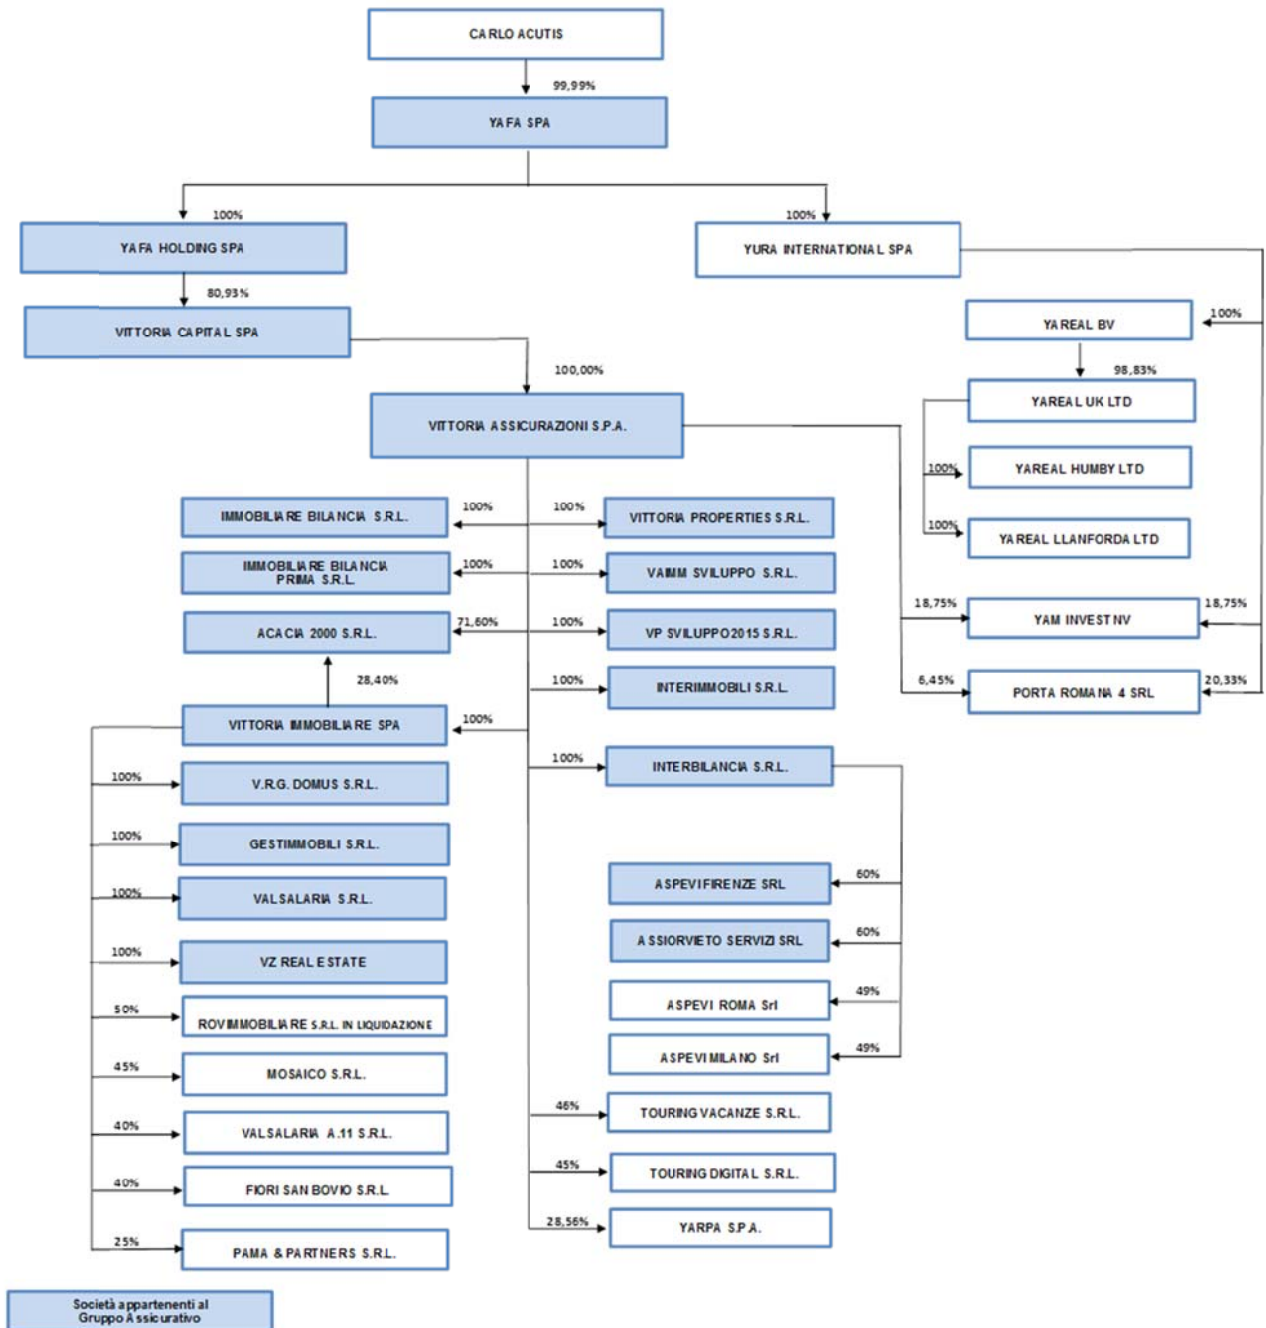 CARLO ACUTIS
99,99%
YAFA SPA
100%
100%
YAFA HOLDING SPA
YURA INTERNATIONAL SPA
80,93%
VITTORIA CAPITAL SPA
YAREAL BV
100%
100,00%
98,83%
VITTORIA ASSICURAZIONI S.P.A.
YAREAL UK LTD
100%
YAREAL HUMBY LTD
100%
YAREAL LLANFORDA LTD
IMMOBILIARE BILANCIA S.R.L.
100%
100%
VITTORIA PROPERTIES S.R.L.
IMMOBILIARE BILANCIA
PRIMA S.R.L.
100%
100%
VAIMM SVILUPPO S.R.L.
18,75%
YAM INVEST NV
18,75%
ACACIA 2000 S.R.L.
71,60%
100%
VP SVILUPPO2015 S.R.L.
28,40%
100%
INTERIMMOBILI S.R.L.
6,45%
PORTA ROMANA 4 SRL
20,33%
VITTORIA IMMOBILIARE SPA
100%
100%
INTERBILANCIA S.R.L.
100%
V.R.G. DOMUS S.R.L.
100%
GESTIMMOBILI S.R.L.
100%
VALSALARIA S.R.L.
ASPEVI FIRENZE SRL
60%
ASSIORVIETO SERVIZI SRL
60%
100%
VZ REAL ESTATE
ASPEVI ROMA Srl
49%
50%
ROVIMMOBILIARE S.R.L. IN LIQUIDAZIONE
ASPEVI MILANO Srl
49%
45%
MOSAICO S.R.L.
46%
TOURING VACANZE S.R.L.
40%
VALSALARIA A.11 S.R.L.
45%
TOURING DIGITAL S.R.L.
40%
FIORI SAN BOVIO S.R.L
28,56%
YARPA S.P.A.
25%
PAMA & PARTNERS S.R.L.
Società appartenenti al
Gruppo Assicurativo